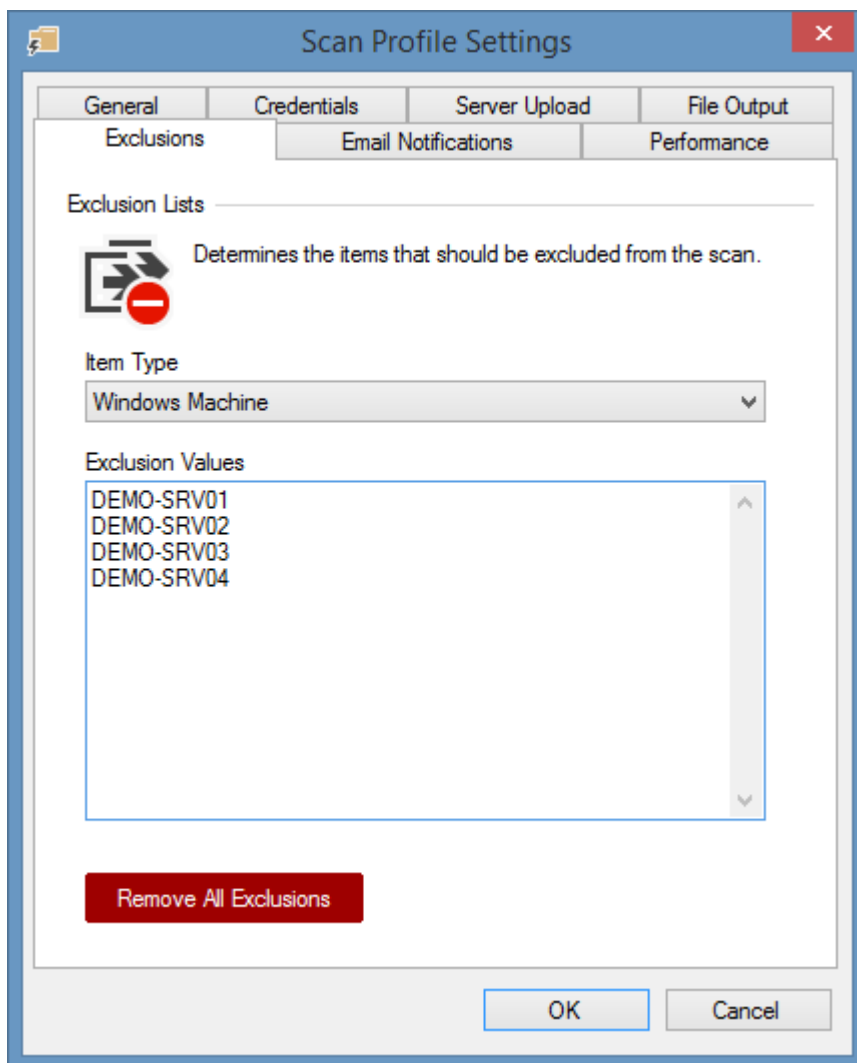 Scan Profile Settings
General Credentials Server Upload File Output
Exclusions Email Notifications Performance
Exclusion Lists
Determines the items that should be excluded from the scan.
Item Type
Windows Machine
Exclusion Values
DEMO-SRV01
DEMO-SRV02
DEMO-SRV03
DEMO-SRV04
Remove All Exclusions
OK Cancel